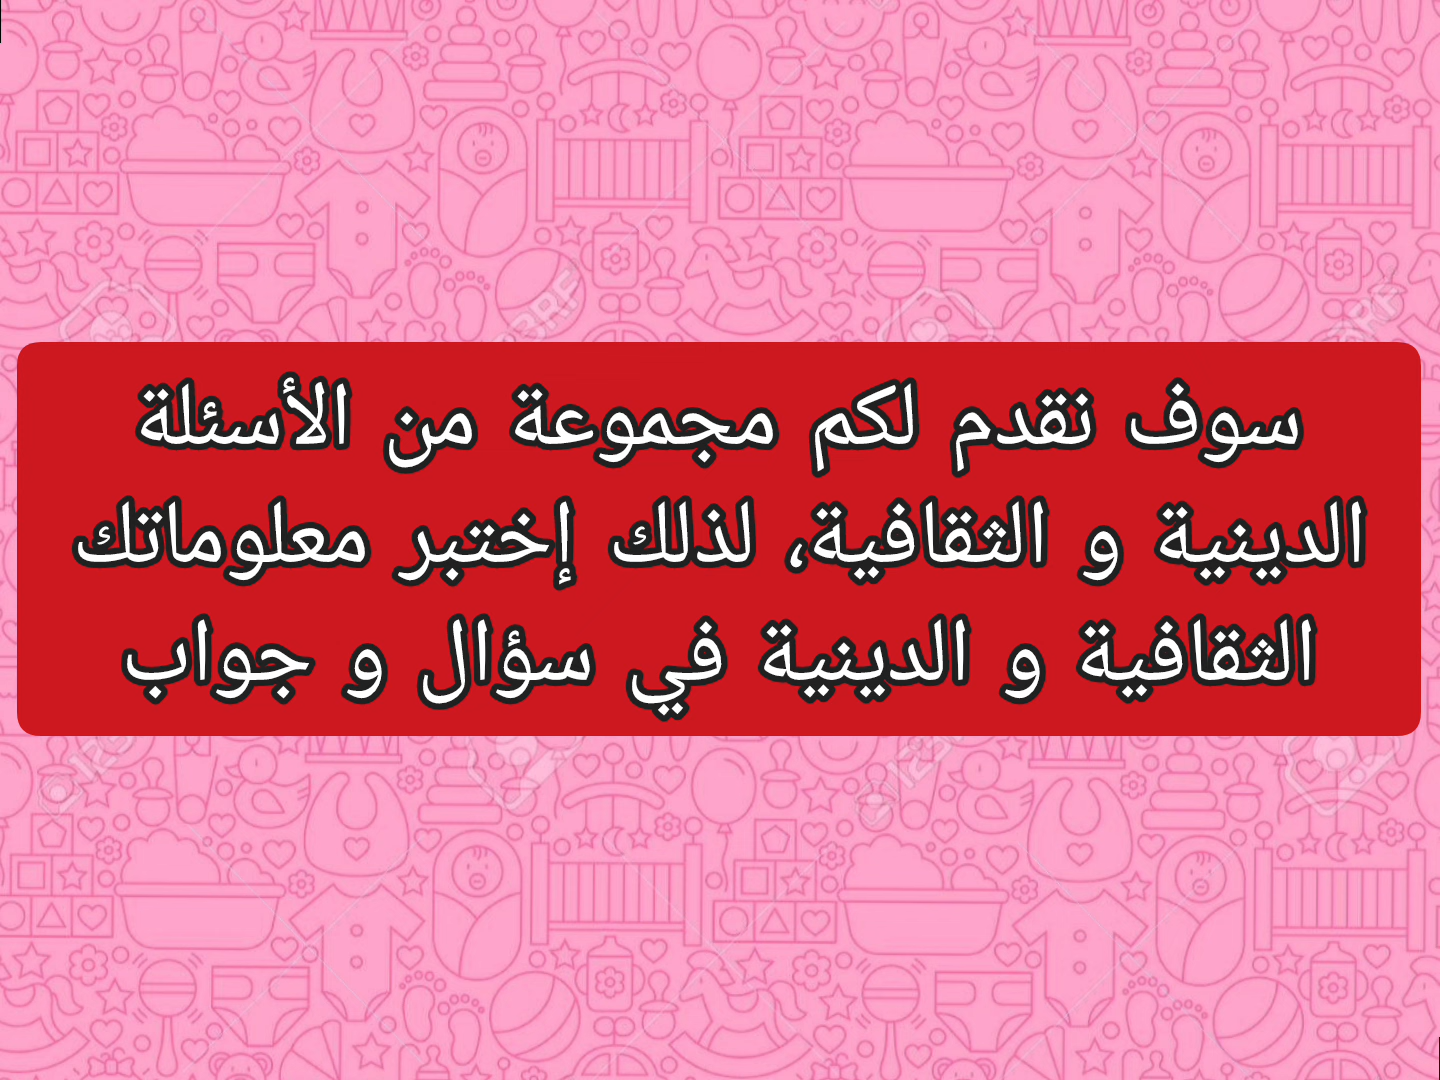 سوف نقدم لكم مجموعة من الأسئلة
الدينية و الثقافية، لذلك إختبر معلوماتك
الثقافية و الدينية في سؤال و جواب